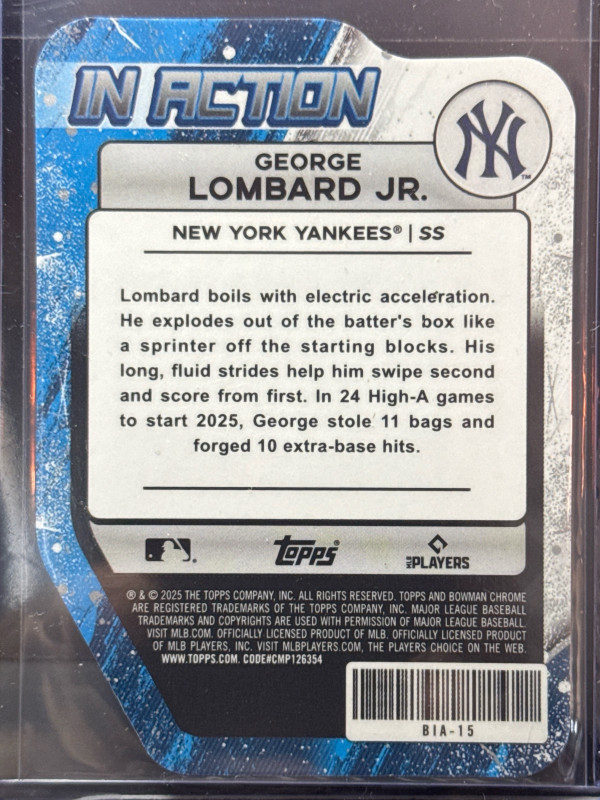 IN ACTION
NY
TM
GEORGE
LOMBARD JR.
NEW YORK YANKEES® | SS
Lombard boils with electric acceleration.
He explodes out of the batter's box like
a sprinter off the starting blocks. His
long, fluid strides help him swipe second
and score from first. In 24 High-A games
to start 2025, George stole 11 bags and
forged 10 extra-base hits.
topps®
MLB PLAYERS
® & © 2025 THE TOPPS COMPANY, INC. ALL RIGHTS RESERVED. TOPPS AND BOWMAN CHROME
ARE REGISTERED TRADEMARKS OF THE TOPPS COMPANY, INC. MAJOR LEAGUE BASEBALL
TRADEMARKS AND COPYRIGHTS ARE USED WITH PERMISSION OF MAJOR LEAGUE BASEBALL.
VISIT MLB.COM. OFFICIALLY LICENSED PRODUCT OF MLB. OFFICIALLY LICENSED PRODUCT
OF MLB PLAYERS, INC. VISIT MLBPLAYERS.COM, THE PLAYERS CHOICE ON THE WEB.
WWW.TOPPS.COM. CODE#CMP126354
BIA-15